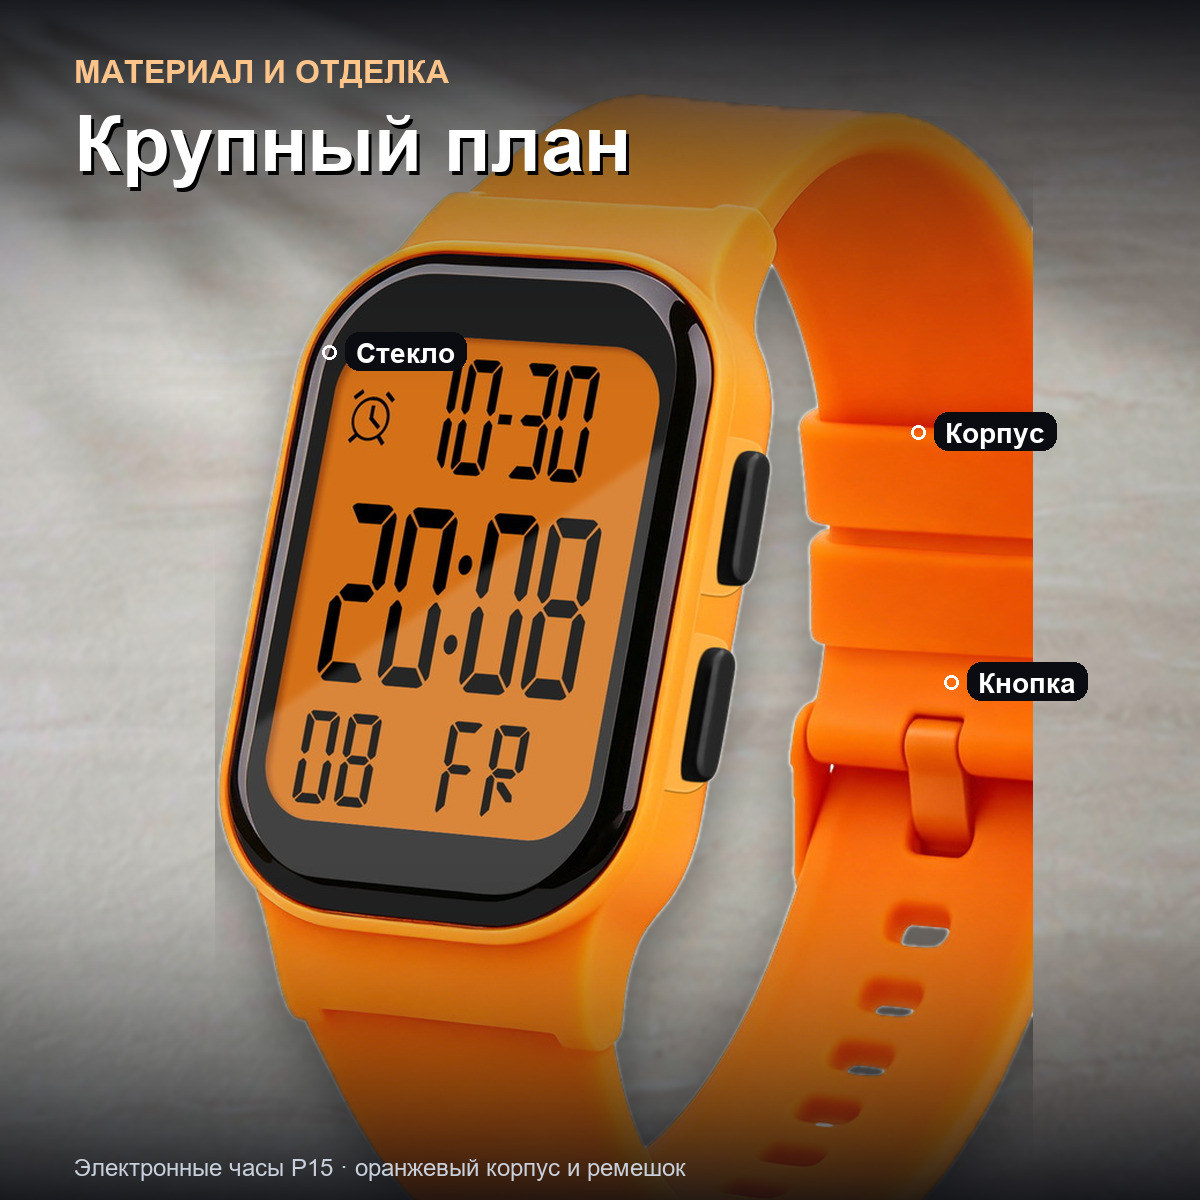 МАТЕРИАЛ И ОТДЕЛКА
Крупный план
Стекло
10-30
Корпус
20:08
Кнопка
08 FR
Электронные часы P15 · оранжевый корпус и ремешок